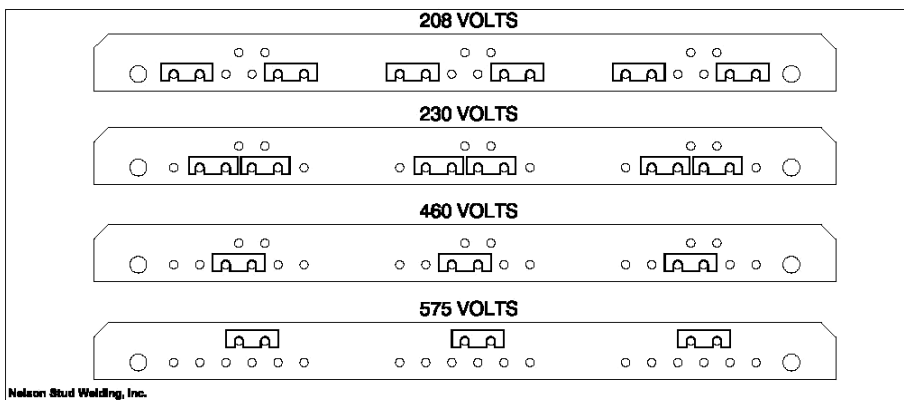 208 VOLTS
230 VOLTS
460 VOLTS
575 VOLTS
Nelson Stud Welding, Inc.